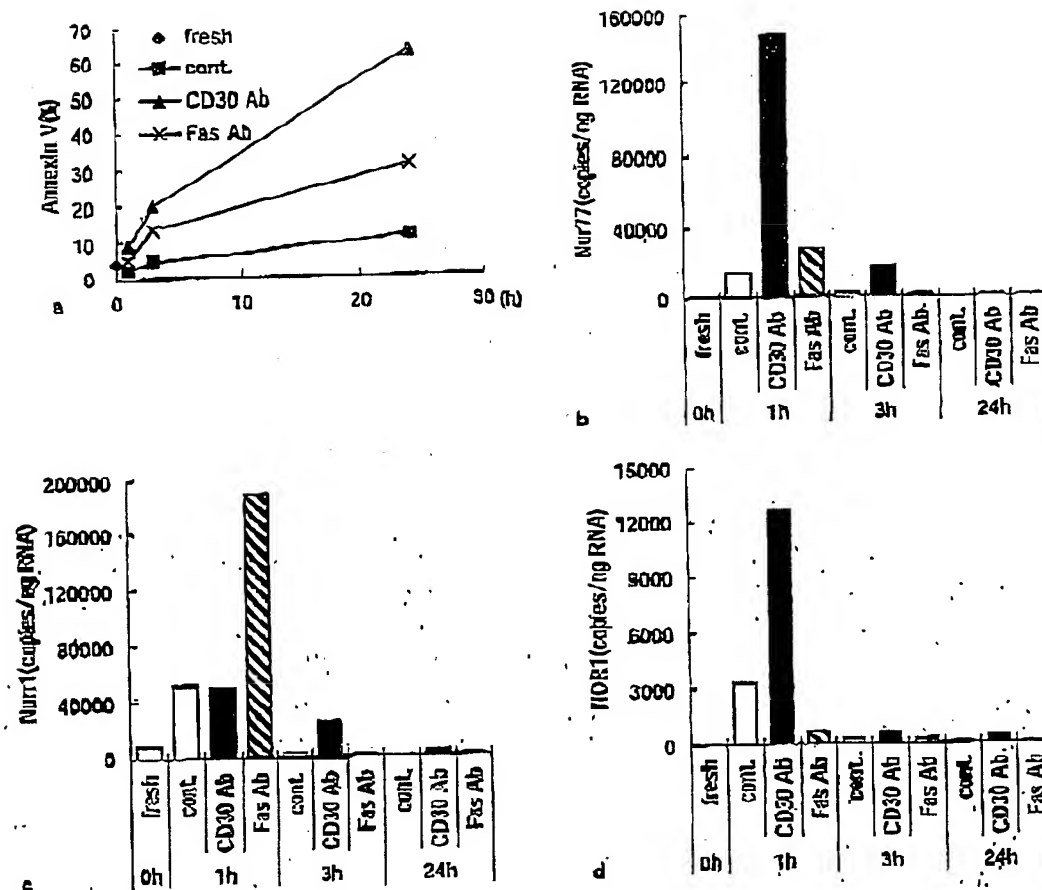 70
60
50
40
30
20
10
0
Annexin V(%)
fresh
cont.
CD30 Ab
Fas Ab
0
10
20
30 (h)
a
160000
120000
80000
40000
0
Nur77(copies/ng RNA)
fresh
cont.
CD30 Ab
Fas Ab
cont.
CD30 Ab
Fas Ab.
cont.
CD30 Ab
Fas Ab
0h
1h
3h
24h
b
200000
160000
120000
80000
40000
0
Nurr1(copies/ng RNA)
fresh
cont.
CD30 Ab
Fas Ab
cont.
CD30 Ab
Fas Ab
cont.
CD30 Ab
Fas Ab
0h
1h
3h
24h
15000
12000
9000
6000
3000
0
NOR1(copies/ng RNA)
fresh
cont.
CD30 Ab
Fas Ab
cont.
CD30 Ab
Fas Ab
cont.
CD30 Ab.
Fas Ab
0h
1h
3h
24h
d